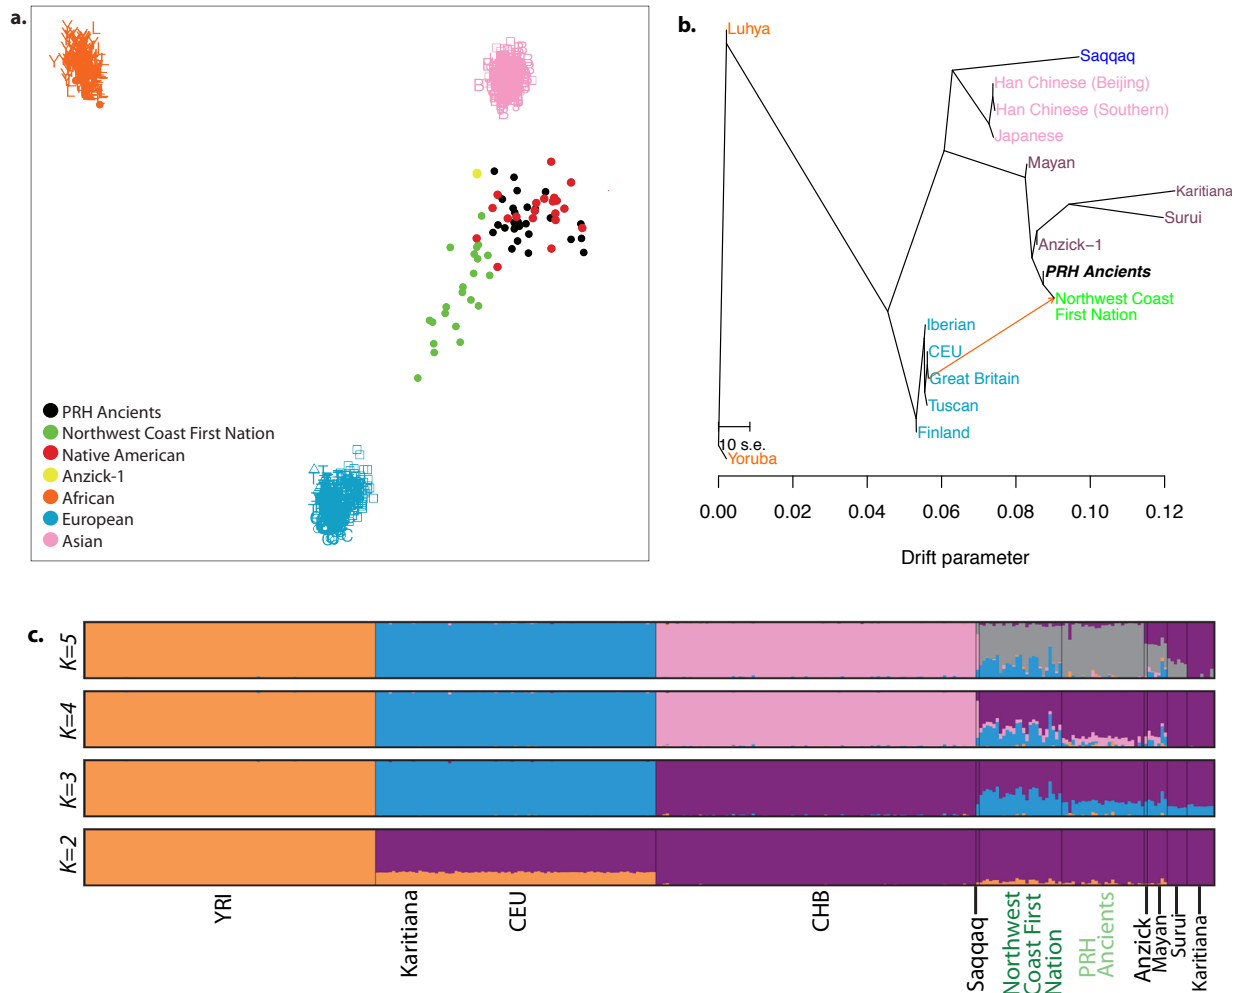 a.
PRH Ancients
Northwest Coast First Nation
Native American
Anzick-1
African
European
Asian
b.
Luhya
Saqqaq
Han Chinese (Beijing)
Han Chinese (Southern)
Japanese
Mayan
Karitiana
Surui
Anzick−1
PRH Ancients
Northwest Coast
First Nation
Iberian
CEU
Great Britain
Tuscan
Finland
10 s.e.
Yoruba
0.00 0.02 0.04 0.06 0.08 0.10 0.12
Drift parameter
c.
K=5
K=4
K=3
K=2
YRI
Karitiana
CEU
CHB
Saqqaq
Northwest
Coast First
Nation
PRH
Ancients
Anzick
Mayan
Surui
Karitiana